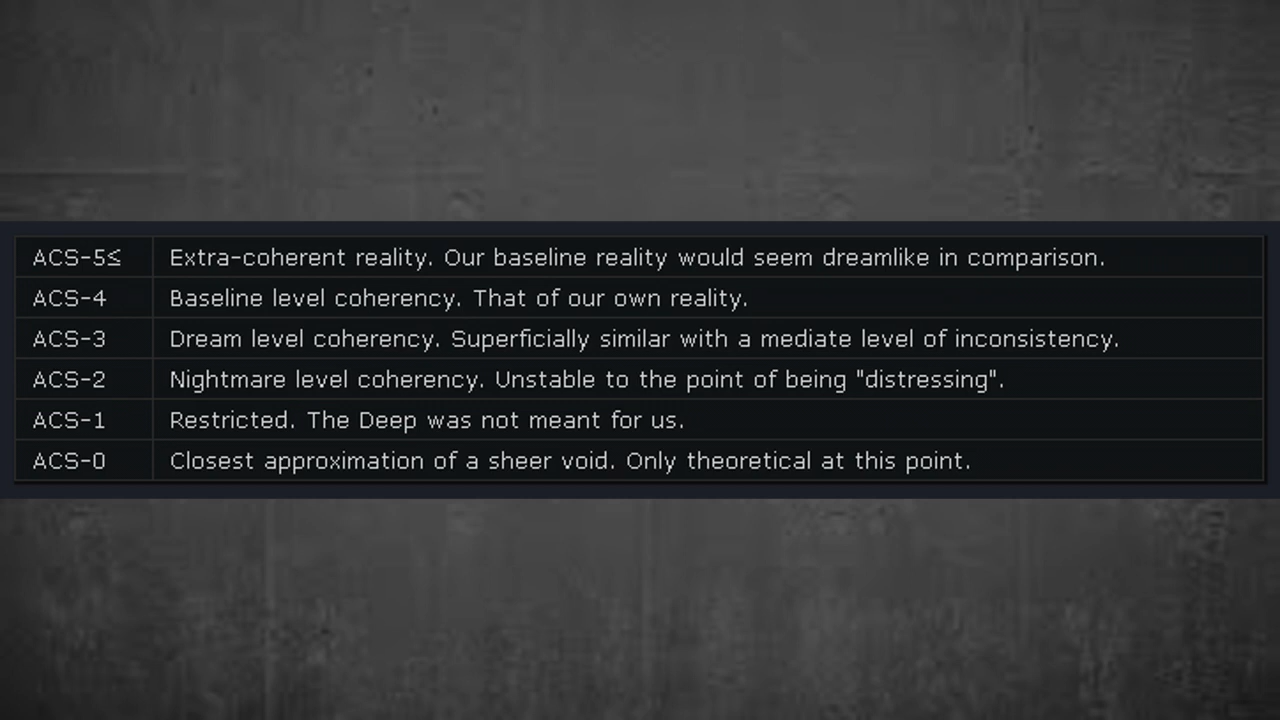 ACS-5≤ Extra-coherent reality. Our baseline reality would seem dreamlike in comparison.
ACS-4 Baseline level coherency. That of our own reality.
ACS-3 Dream level coherency. Superficially similar with a mediate level of inconsistency.
ACS-2 Nightmare level coherency. Unstable to the point of being "distressing".
ACS-1 Restricted. The Deep was not meant for us.
ACS-0 Closest approximation of a sheer void. Only theoretical at this point.